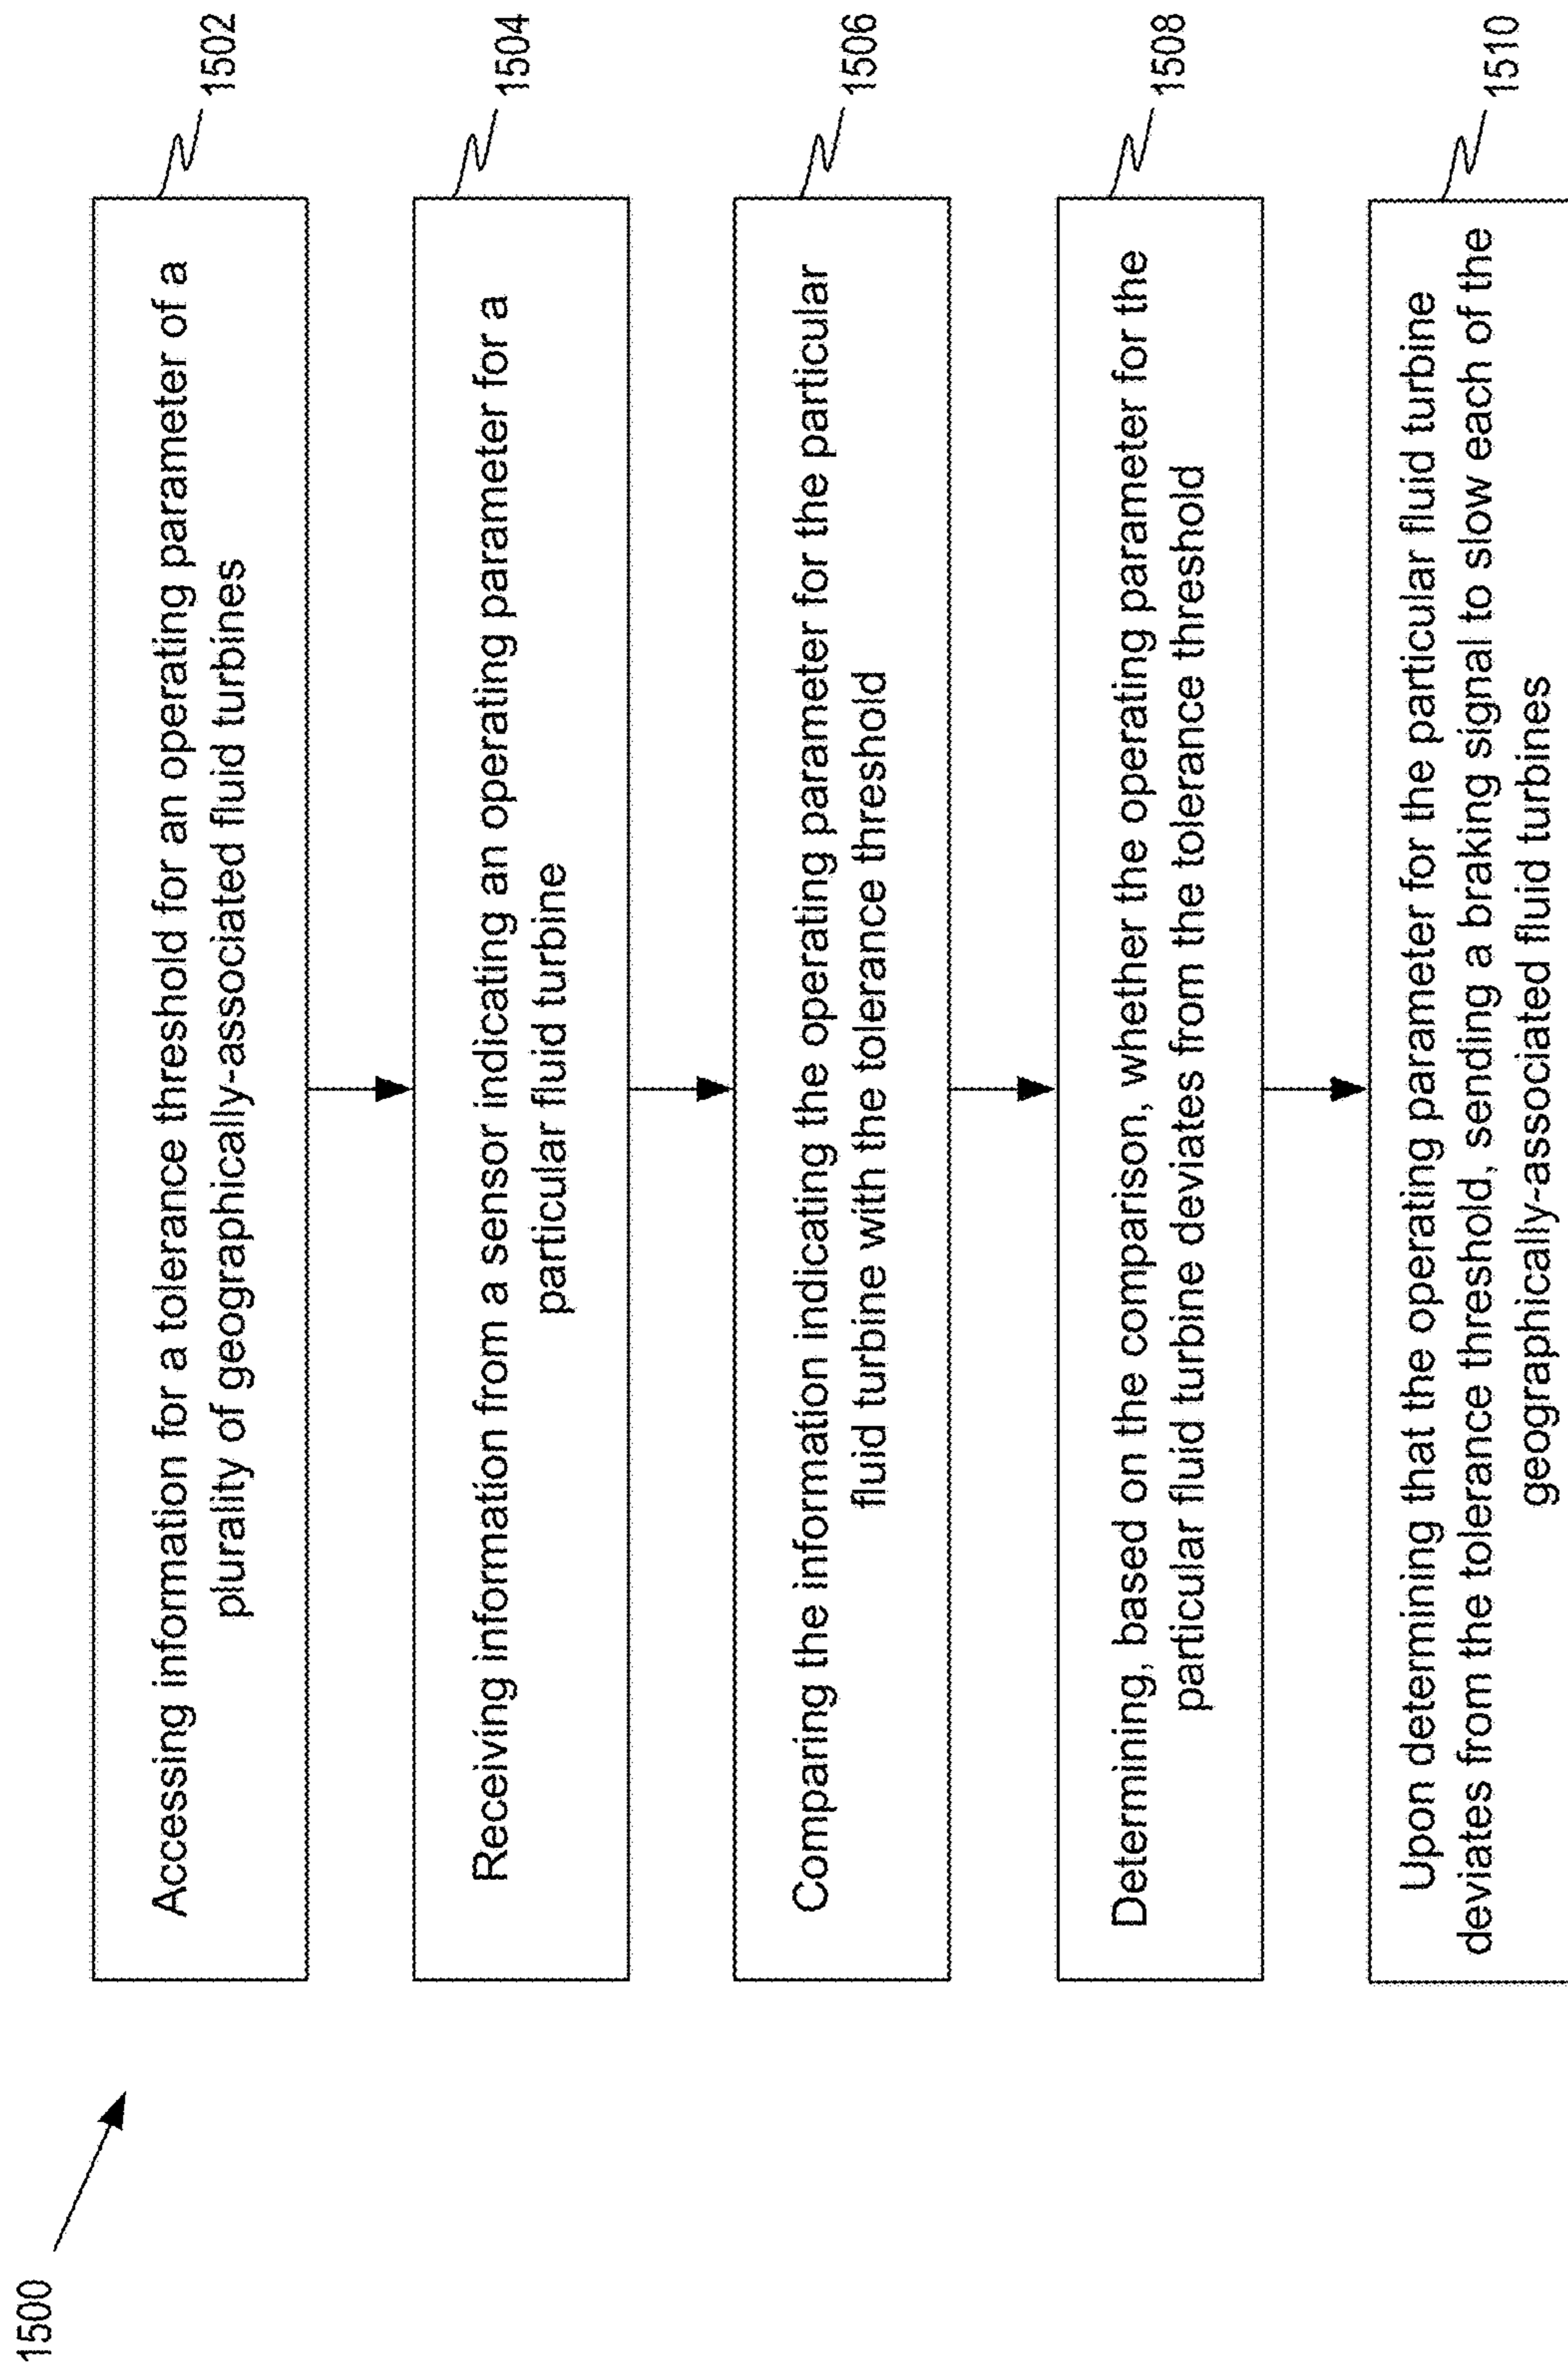 1500
Accessing information for a tolerance threshold for an operating parameter of a
plurality of geographically-associated fluid turbines
1502
Receiving information from a sensor indicating an operating parameter for a
particular fluid turbine
1504
Comparing the information indicating the operating parameter for the particular
fluid turbine with the tolerance threshold
1506
Determining, based on the comparison, whether the operating parameter for the
particular fluid turbine deviates from the tolerance threshold
1508
Upon determining that the operating parameter for the particular fluid turbine
deviates from the tolerance threshold, sending a braking signal to slow each of the
geographically-associated fluid turbines
1510